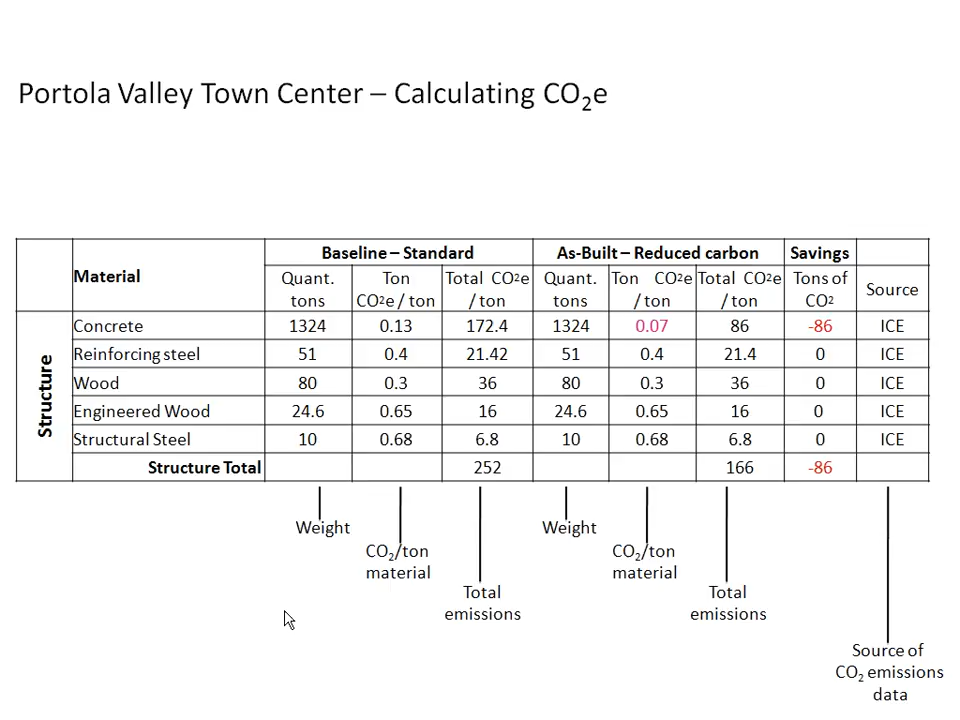 Portola Valley Town Center – Calculating CO2e
Baseline – Standard As-Built – Reduced carbon Savings
Material Quant. tons Ton CO2e / ton Total CO2e / ton Quant. tons Ton CO2e / ton Total CO2e / ton Tons of CO2 Source
Structure
Concrete 1324 0.13 172.4 1324 0.07 86 -86 ICE
Reinforcing steel 51 0.4 21.42 51 0.4 21.4 0 ICE
Wood 80 0.3 36 80 0.3 36 0 ICE
Engineered Wood 24.6 0.65 16 24.6 0.65 16 0 ICE
Structural Steel 10 0.68 6.8 10 0.68 6.8 0 ICE
Structure Total 252 166 -86
Weight
CO2/ton
material
Total
emissions
Weight
CO2/ton
material
Total
emissions
Source of
CO2 emissions
data